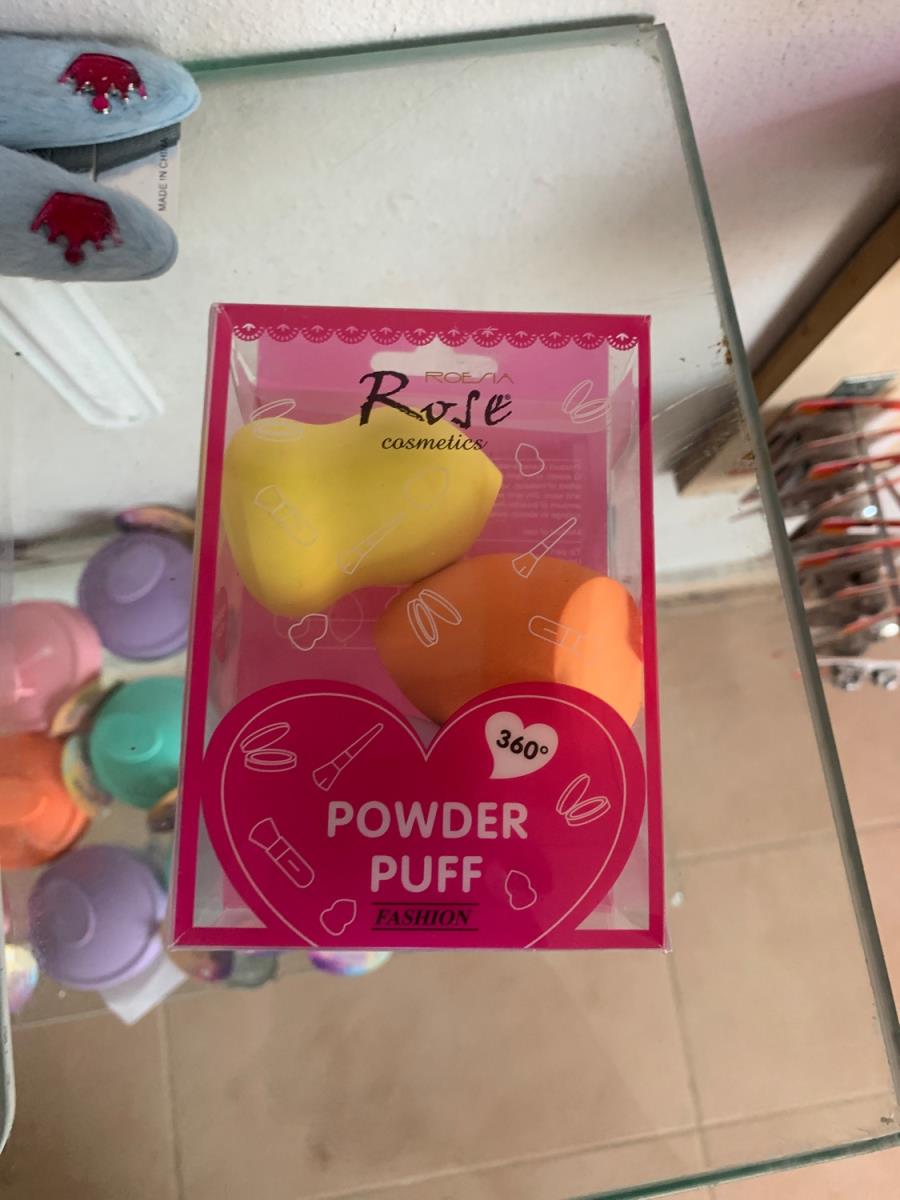 MADE IN CHINA
ROESIA
Rose®
cosmetics
360°
POWDER
PUFF
FASHION